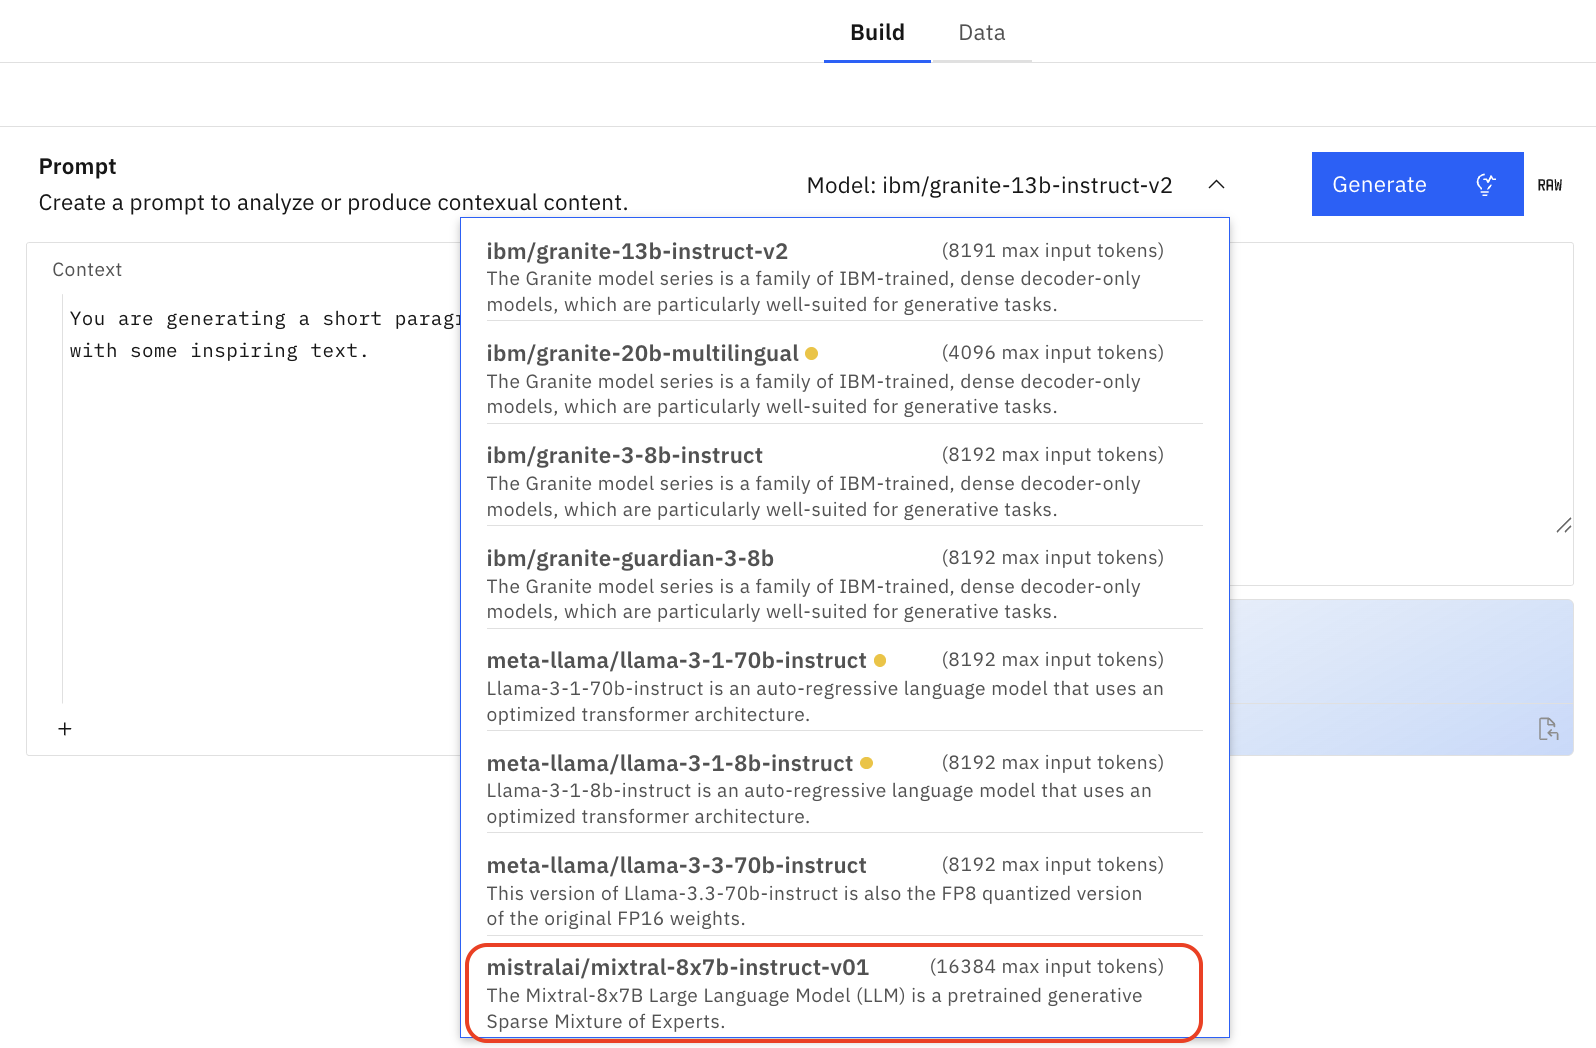 Build
Data
Prompt
Create a prompt to analyze or produce contexual content.
Model: ibm/granite-13b-instruct-v2
Generate
RAW
Context
You are generating a short paragr
with some inspiring text.
+
ibm/granite-13b-instruct-v2 (8191 max input tokens)
The Granite model series is a family of IBM-trained, dense decoder-only
models, which are particularly well-suited for generative tasks.
ibm/granite-20b-multilingual (4096 max input tokens)
The Granite model series is a family of IBM-trained, dense decoder-only
models, which are particularly well-suited for generative tasks.
ibm/granite-3-8b-instruct (8192 max input tokens)
The Granite model series is a family of IBM-trained, dense decoder-only
models, which are particularly well-suited for generative tasks.
ibm/granite-guardian-3-8b (8192 max input tokens)
The Granite model series is a family of IBM-trained, dense decoder-only
models, which are particularly well-suited for generative tasks.
meta-llama/llama-3-1-70b-instruct (8192 max input tokens)
Llama-3-1-70b-instruct is an auto-regressive language model that uses an
optimized transformer architecture.
meta-llama/llama-3-1-8b-instruct (8192 max input tokens)
Llama-3-1-8b-instruct is an auto-regressive language model that uses an
optimized transformer architecture.
meta-llama/llama-3-3-70b-instruct (8192 max input tokens)
This version of Llama-3.3-70b-instruct is also the FP8 quantized version
of the original FP16 weights.
mistralai/mixtral-8x7b-instruct-v01 (16384 max input tokens)
The Mixtral-8x7B Large Language Model (LLM) is a pretrained generative
Sparse Mixture of Experts.